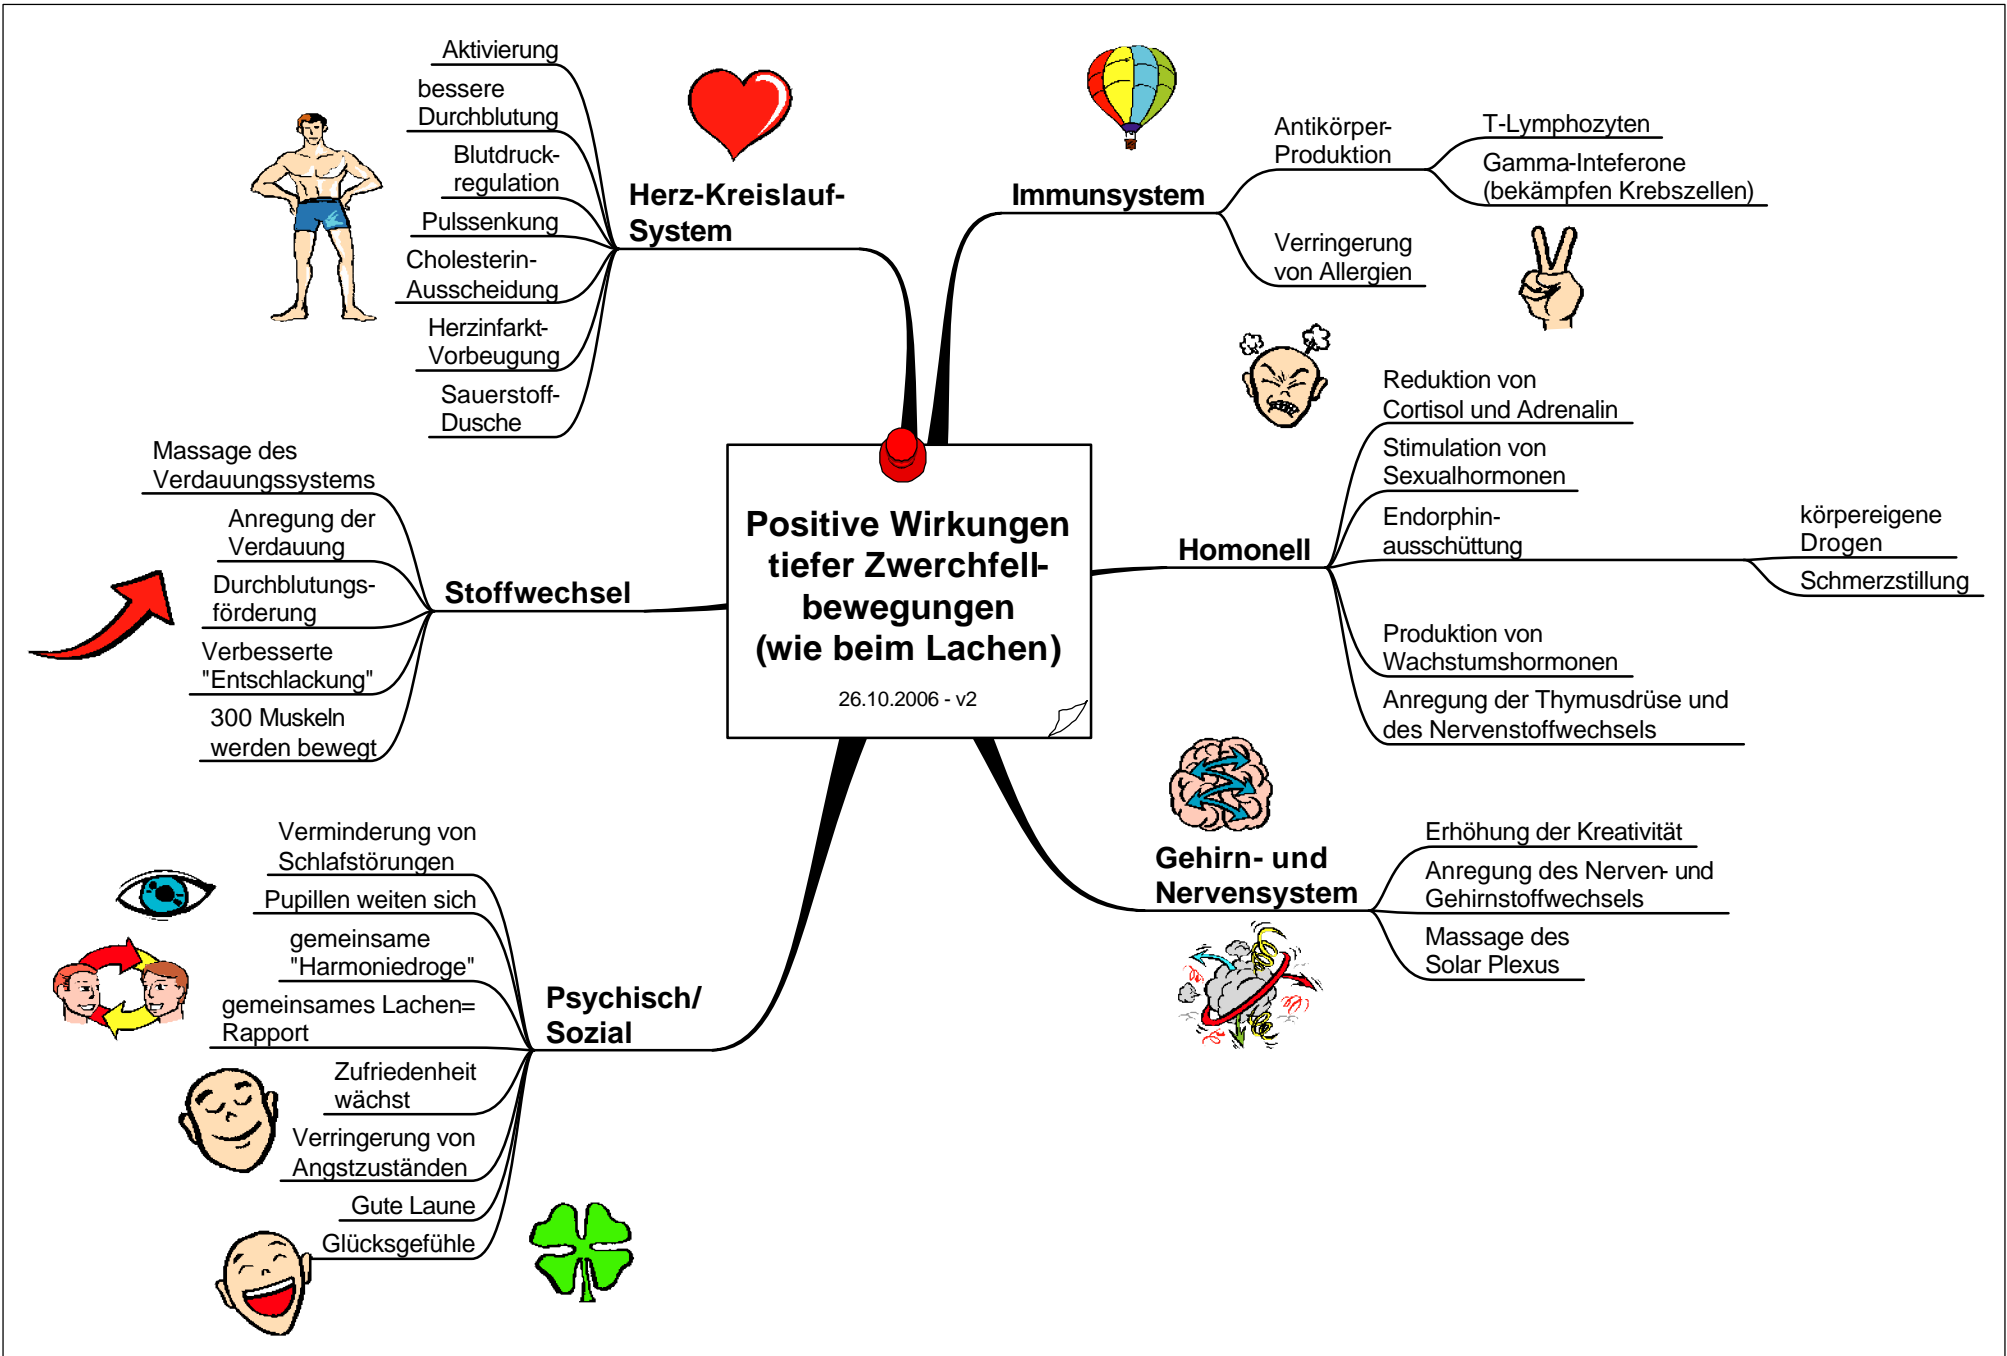 Positive Wirkungen
tiefer Zwerchfell-
bewegungen
(wie beim Lachen)
26.10.2006 - v2
Immunsystem
Antikörper-
Produktion
T-Lymphozyten
Gamma-Inteferone
(bekämpfen Krebszellen)
Verringerung
von Allergien
Homonell
Reduktion von
Cortisol und Adrenalin
Stimulation von
Sexualhormonen
Endorphin-
ausschüttung
körpereigene
Drogen
Schmerzstillung
Produktion von
Wachstumshormonen
Anregung der Thymusdrüse und
des Nervenstoffwechsels
Gehirn- und
Nervensystem
Erhöhung der Kreativität
Anregung des Nerven- und
Gehirnstoffwechsels
Massage des
Solar Plexus
Herz-Kreislauf-
System
Aktivierung
bessere
Durchblutung
Blutdruck-
regulation
Pulssenkung
Cholesterin-
Ausscheidung
Herzinfarkt-
Vorbeugung
Sauerstoff-
Dusche
Stoffwechsel
Massage des
Verdauungssystems
Anregung der
Verdauung
Durchblutungs-
förderung
Verbesserte
"Entschlackung"
300 Muskeln
werden bewegt
Psychisch/
Sozial
Verminderung von
Schlafstörungen
Pupillen weiten sich
gemeinsame
"Harmoniedroge"
gemeinsames Lachen=
Rapport
Zufriedenheit
wächst
Verringerung von
Angstzuständen
Gute Laune
Glücksgefühle